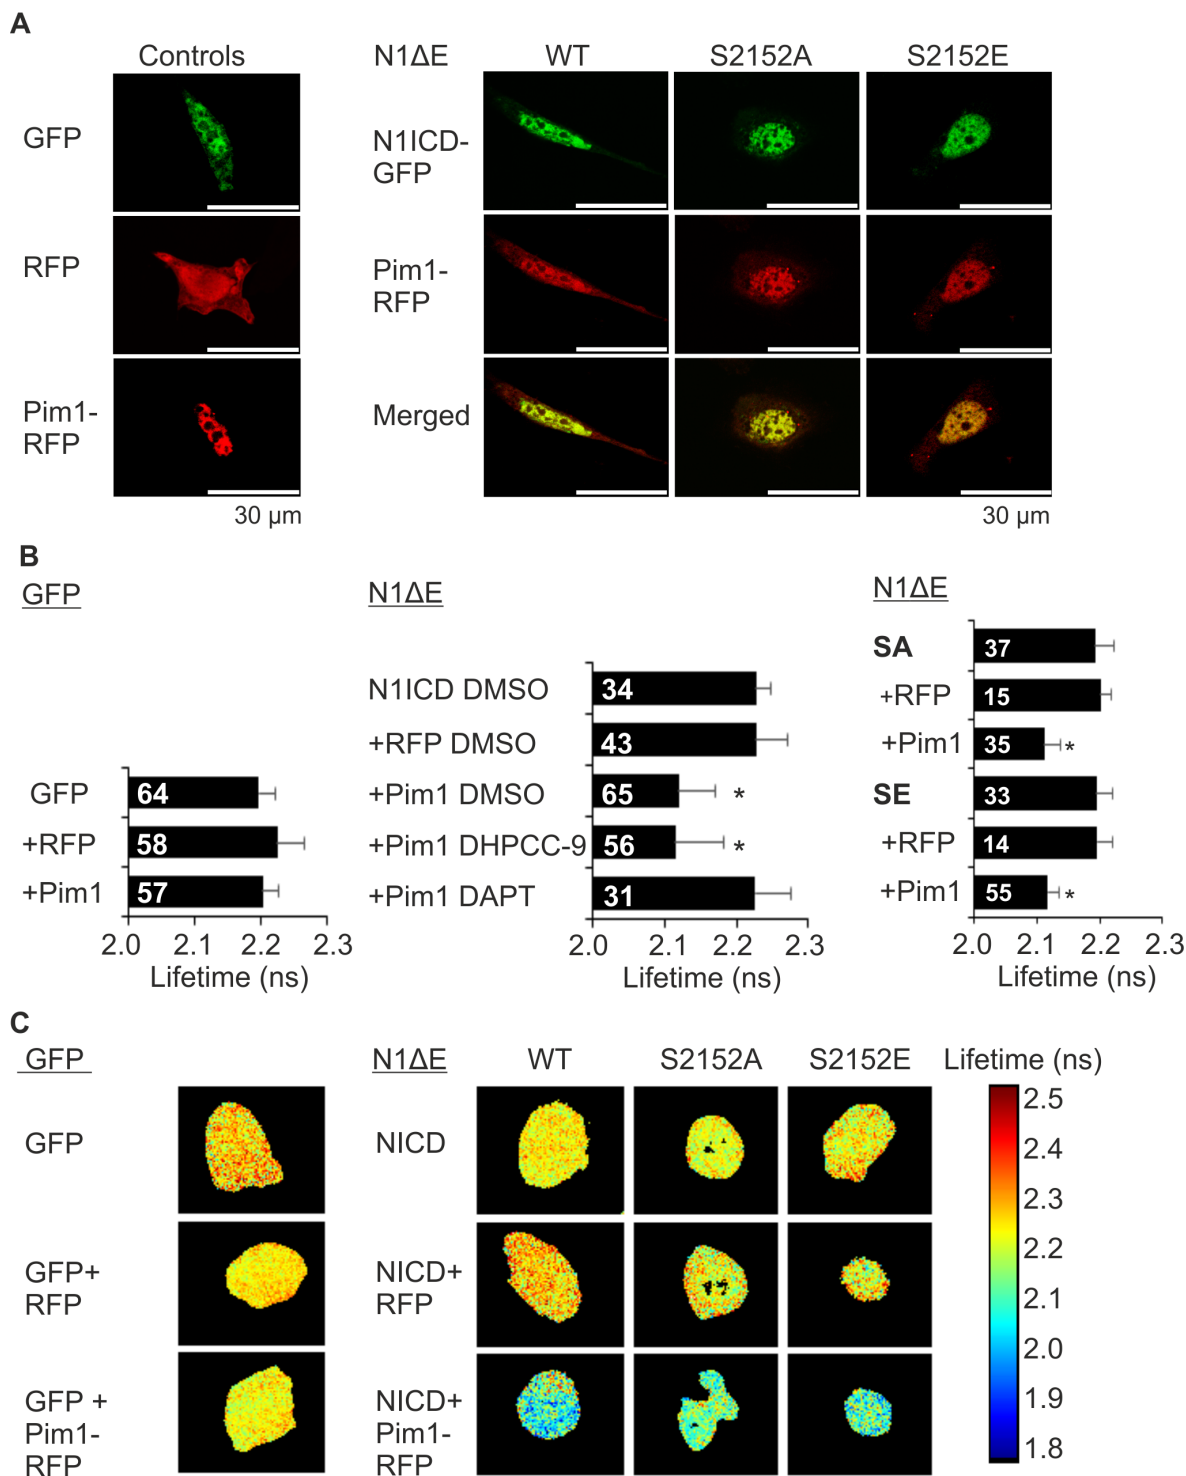 A
Controls
N1ΔE
WT
S2152A
S2152E
GFP
N1ICD-
GFP
RFP
Pim1-
RFP
Pim1-
RFP
Merged
30 µm
30 µm
B
GFP
N1ΔE
N1ΔE
GFP
64
+RFP
58
+Pim1
57
2.0 2.1 2.2 2.3
Lifetime (ns)
N1ICD DMSO
34
+RFP DMSO
43
+Pim1 DMSO
65 *
+Pim1 DHPCC-9
56 *
+Pim1 DAPT
31
2.0 2.1 2.2 2.3
Lifetime (ns)
SA
37
+RFP
15
+Pim1
35 *
SE
33
+RFP
14
+Pim1
55 *
2.0 2.1 2.2 2.3
Lifetime (ns)
C
GFP
N1ΔE
WT
S2152A
S2152E
Lifetime (ns)
GFP
NICD
GFP+
RFP
NICD+
RFP
GFP +
Pim1-
RFP
NICD+
Pim1-
RFP
2.5
2.4
2.3
2.2
2.1
2.0
1.9
1.8